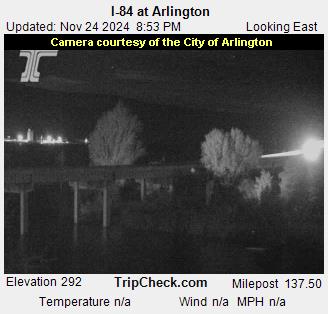 I-84 at Arlington
Updated: Nov 24 2024 8:53 PM Looking East
Camera courtesy of the City of Arlington
Elevation 292 TripCheck.com Milepost 137.50
Temperature n/a Wind n/a MPH n/a